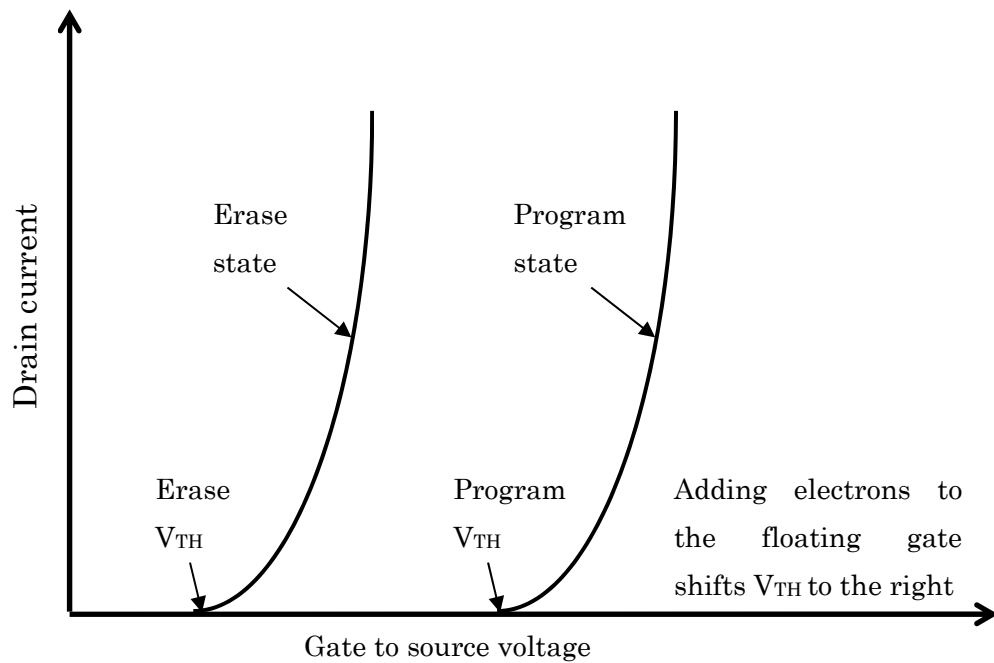 Drain current
Erase
state
Program
state
Erase
VTH
Program
VTH
Adding electrons to
the floating gate
shifts VTH to the right
Gate to source voltage